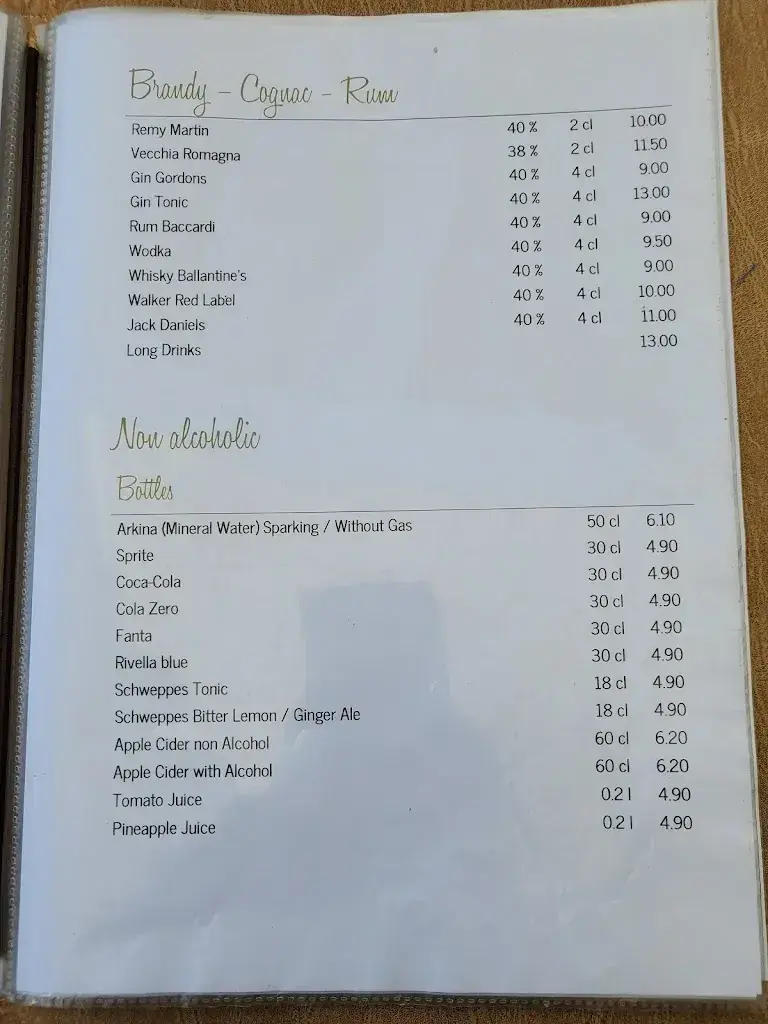 Brandy - Cognac - Rum
Remy Martin 40 % 2 cl 10.00
Vecchia Romagna 38 % 2 cl 11.50
Gin Gordons 40 % 4 cl 9.00
Gin Tonic 40 % 4 cl 13.00
Rum Baccardi 40 % 4 cl 9.00
Wodka 40 % 4 cl 9.50
Whisky Ballantine's 40 % 4 cl 9.00
Walker Red Label 40 % 4 cl 10.00
Jack Daniels 40 % 4 cl 11.00
Long Drinks 13.00
Non alcoholic
Bottles
Arkina (Mineral Water) Sparking / Without Gas 50 cl 6.10
Sprite 30 cl 4.90
Coca-Cola 30 cl 4.90
Cola Zero 30 cl 4.90
Fanta 30 cl 4.90
Rivella blue 30 cl 4.90
Schweppes Tonic 18 cl 4.90
Schweppes Bitter Lemon / Ginger Ale 18 cl 4.90
Apple Cider non Alcohol 60 cl 6.20
Apple Cider with Alcohol 60 cl 6.20
Tomato Juice 0.2 l 4.90
Pineapple Juice 0.2 l 4.90